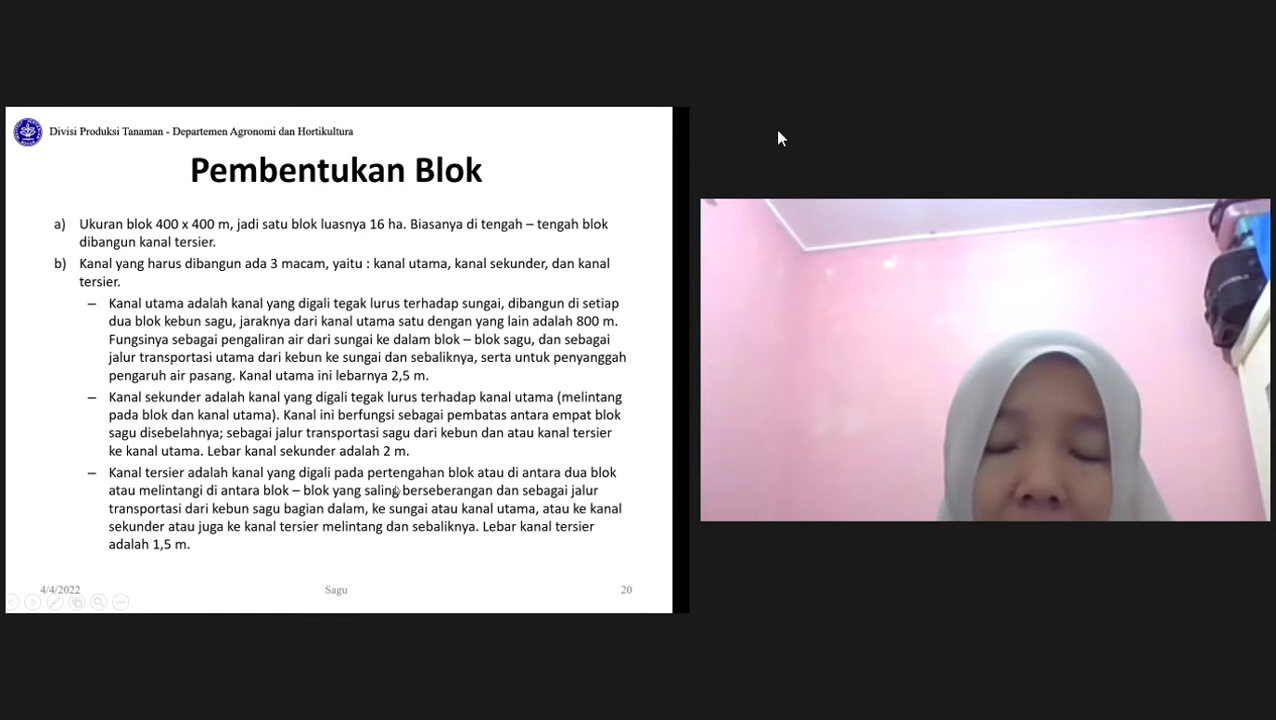 Divisi Produksi Tanaman - Departemen Agronomi dan Hortikultura
Pembentukan Blok
a) Ukuran blok 400 x 400 m, jadi satu blok luasnya 16 ha. Biasanya di tengah – tengah blok
dibangun kanal tersier.
b) Kanal yang harus dibangun ada 3 macam, yaitu : kanal utama, kanal sekunder, dan kanal
tersier.
– Kanal utama adalah kanal yang digali tegak lurus terhadap sungai, dibangun di setiap
dua blok kebun sagu, jaraknya dari kanal utama satu dengan yang lain adalah 800 m.
Fungsinya sebagai pengaliran air dari sungai ke dalam blok – blok sagu, dan sebagai
jalur transportasi utama dari kebun ke sungai dan sebaliknya, serta untuk penyanggah
pengaruh air pasang. Kanal utama ini lebarnya 2,5 m.
– Kanal sekunder adalah kanal yang digali tegak lurus terhadap kanal utama (melintang
pada blok dan kanal utama). Kanal ini berfungsi sebagai pembatas antara empat blok
sagu disebelahnya; sebagai jalur transportasi sagu dari kebun dan atau kanal tersier
ke kanal utama. Lebar kanal sekunder adalah 2 m.
– Kanal tersier adalah kanal yang digali pada pertengahan blok atau di antara dua blok
atau melintangi di antara blok – blok yang saling berseberangan dan sebagai jalur
transportasi dari kebun sagu bagian dalam, ke sungai atau kanal utama, atau ke kanal
sekunder atau juga ke kanal tersier melintang dan sebaliknya. Lebar kanal tersier
adalah 1,5 m.
4/4/2022
Sagu
20